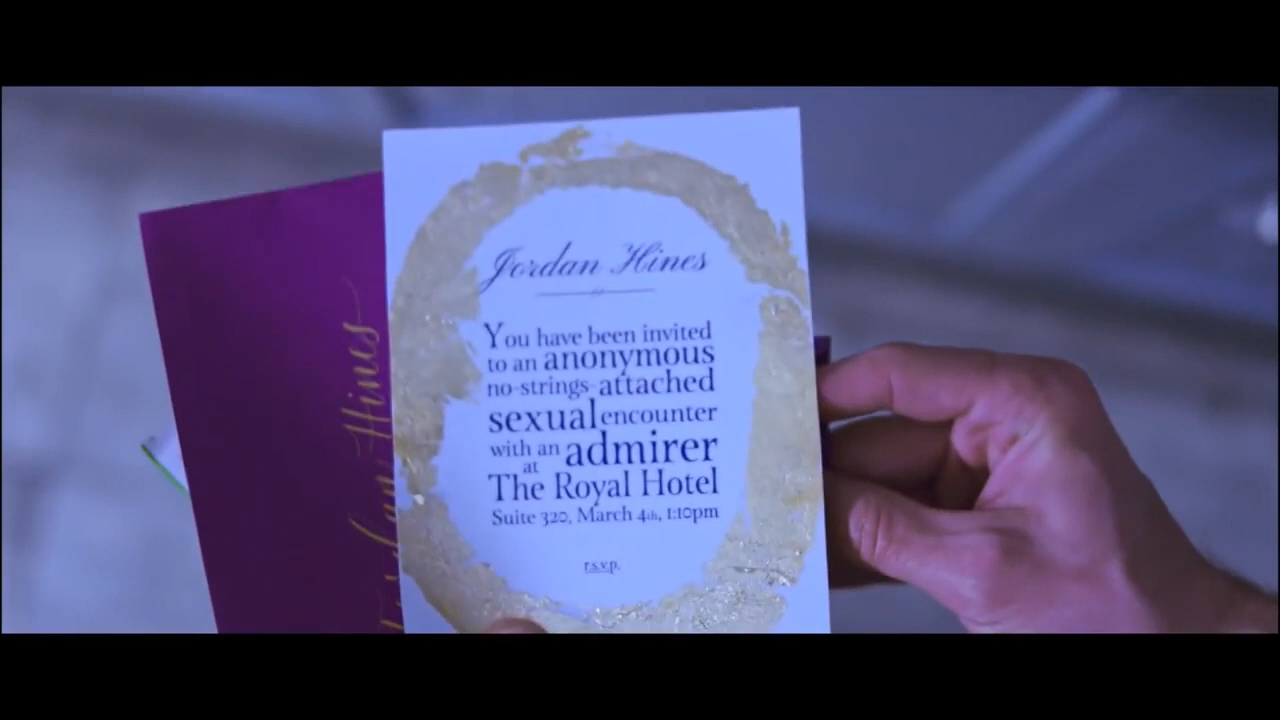 Jordan Hines
You have been invited
to an anonymous
no-strings-attached
sexual encounter
with an admirer
at
The Royal Hotel
Suite 320, March 4th, 1:10pm
r.s.v.p.
Hines